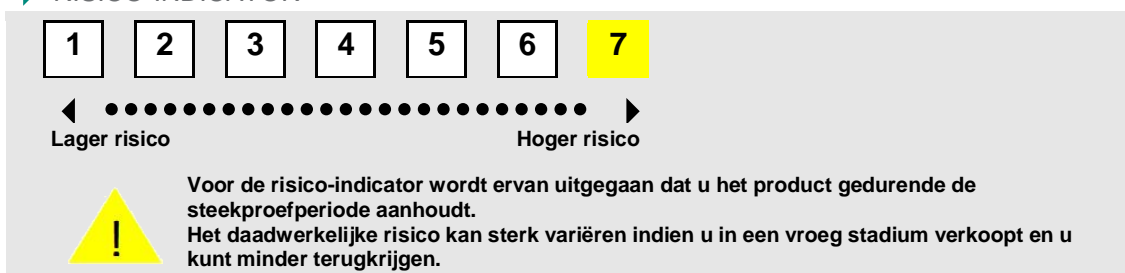 RISICO-INDICATOR
1 2 3 4 5 6 7
Lager risico Hoger risico
Voor de risico-indicator wordt ervan uitgegaan dat u het product gedurende de
steekproefperiode aanhoudt.
Het daadwerkelijke risico kan sterk variëren indien u in een vroeg stadium verkoopt en u
kunt minder terugkrijgen.
!